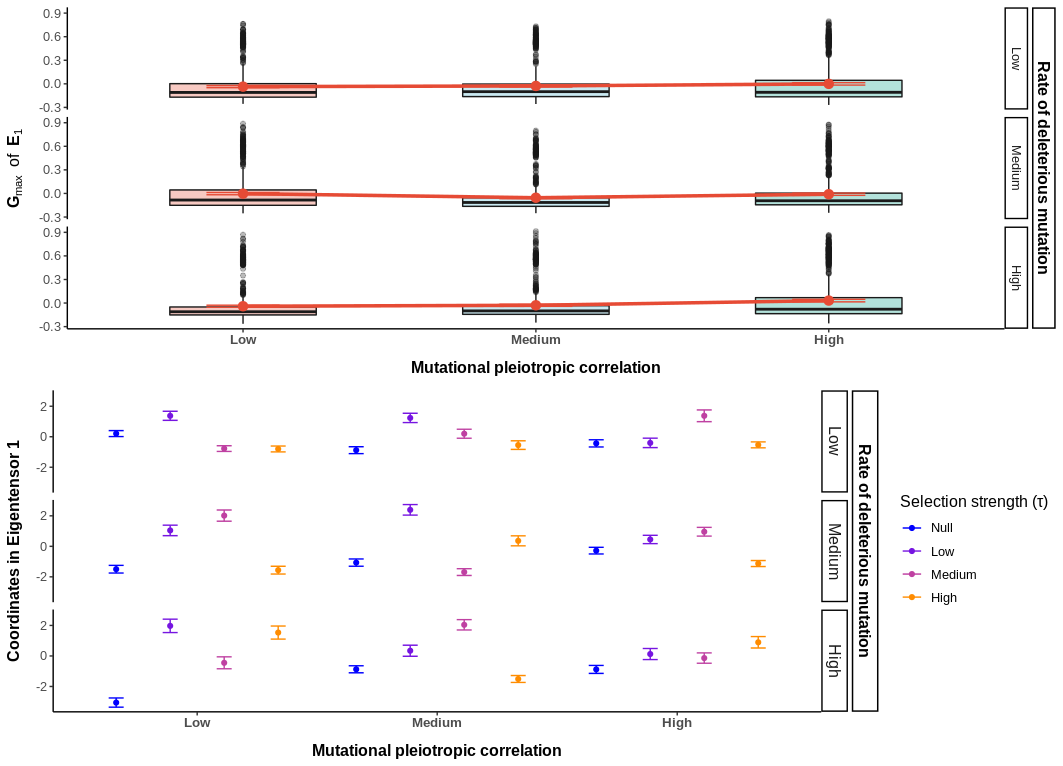 0.9
0.6
0.3
0.0
-0.3
Low
0.9
0.6
0.3
0.0
-0.3
Medium
0.9
0.6
0.3
0.0
-0.3
High
Gmax of E1
Rate of deleterious mutation
Low Medium High
Mutational pleiotropic correlation
2
0
-2
Low
2
0
-2
Medium
2
0
-2
High
Coordinates in Eigentensor 1
Rate of deleterious mutation
Low Medium High
Mutational pleiotropic correlation
Selection strength (τ)
Null
Low
Medium
High